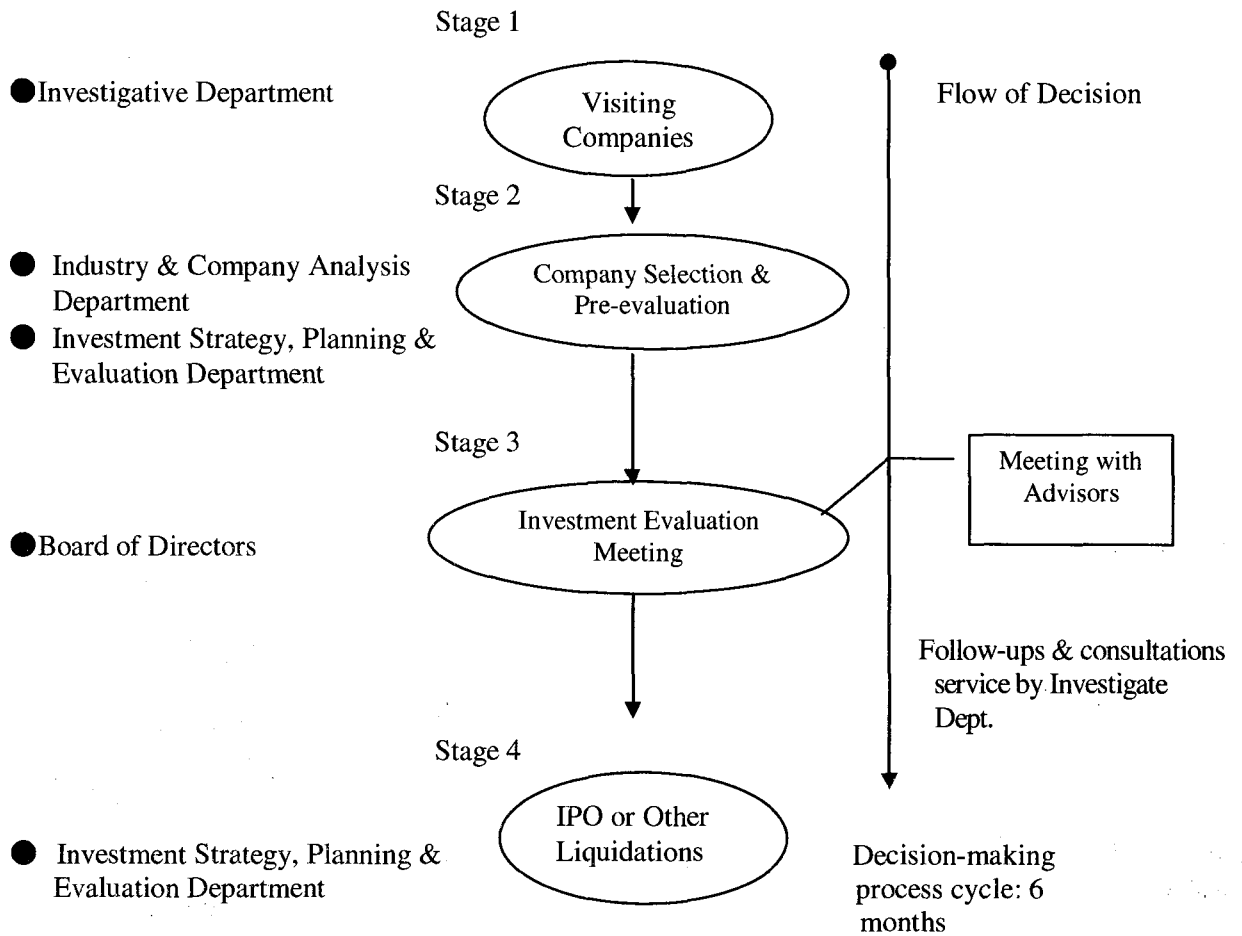 Stage 1
●Investigative Department
Visiting
Companies
Flow of Decision
Stage 2
● Industry & Company Analysis
Department
● Investment Strategy, Planning &
Evaluation Department
Company Selection &
Pre-evaluation
Stage 3
Meeting with
Advisors
●Board of Directors
Investment Evaluation
Meeting
Follow-ups & consultations
service by Investigate
Dept.
Stage 4
IPO or Other
Liquidations
● Investment Strategy, Planning &
Evaluation Department
Decision-making
process cycle: 6
months